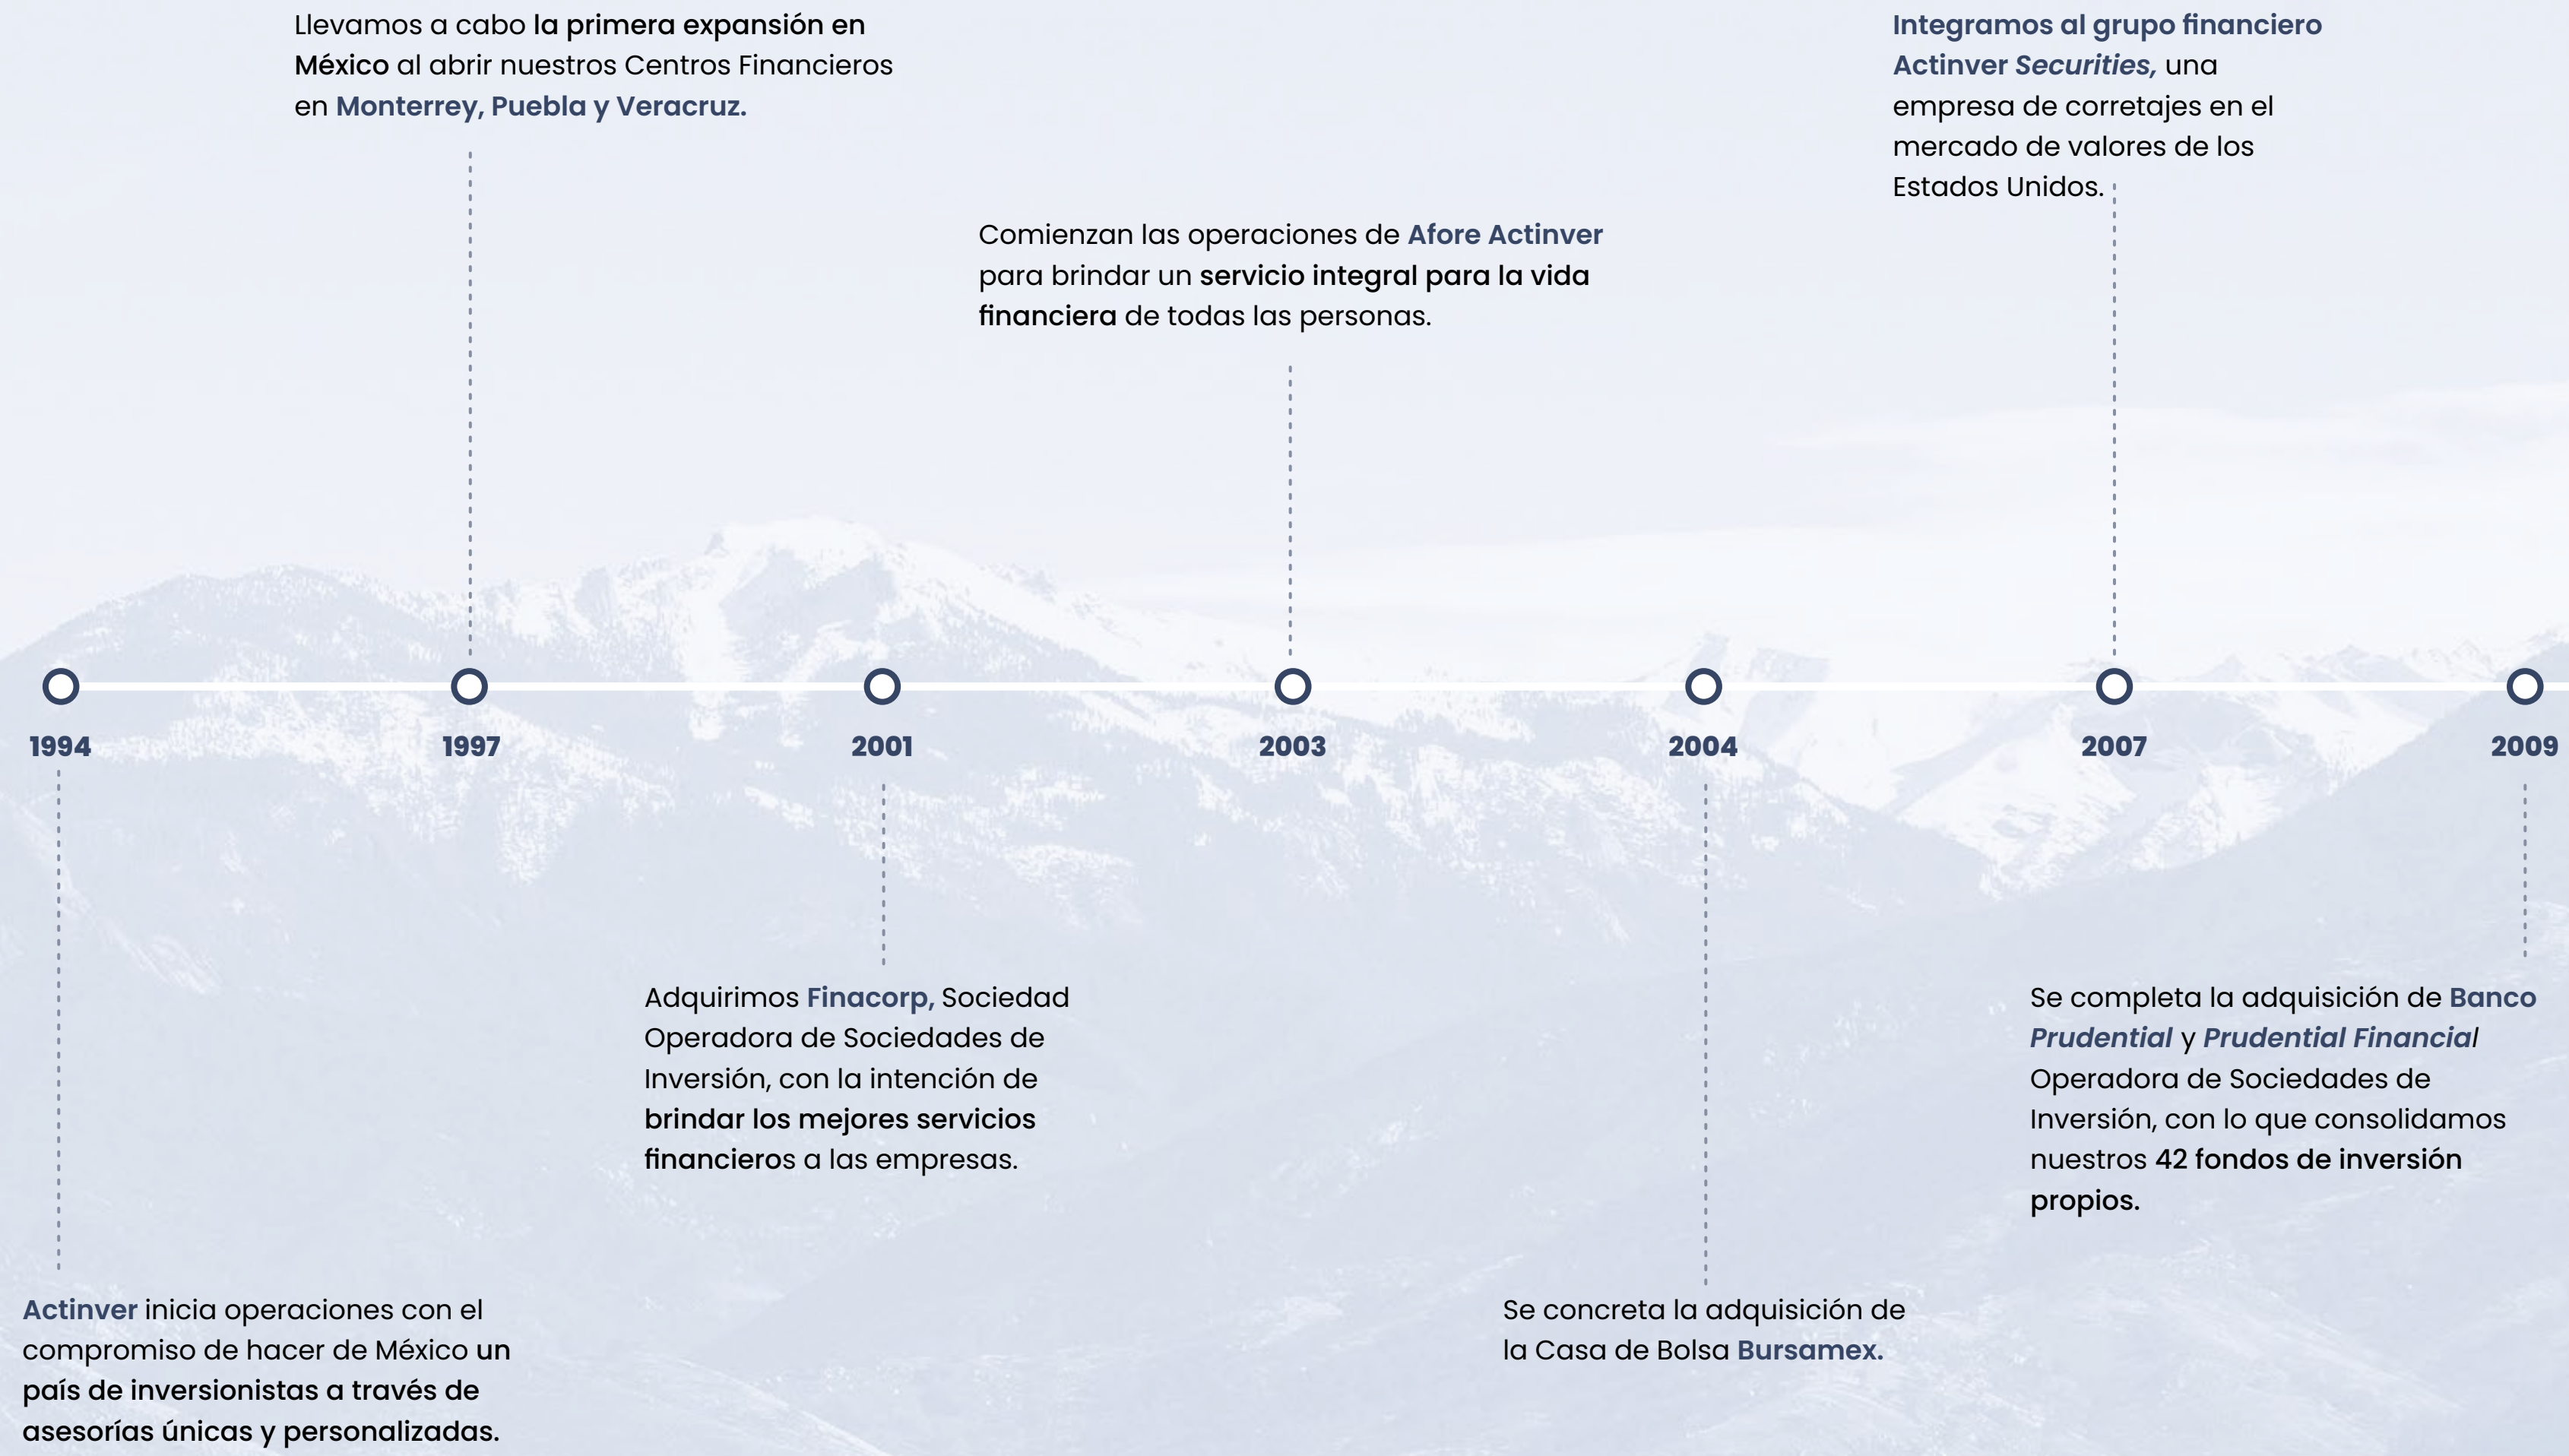 Llevamos a cabo la primera expansión en
México al abrir nuestros Centros Financieros
en Monterrey, Puebla y Veracruz.
Integramos al grupo financiero
Actinver Securities, una
empresa de corretajes en el
mercado de valores de los
Estados Unidos.
Comienzan las operaciones de Afore Actinver
para brindar un servicio integral para la vida
financiera de todas las personas.
1994
1997
2001
2003
2004
2007
2009
Adquirimos Finacorp, Sociedad
Operadora de Sociedades de
Inversión, con la intención de
brindar los mejores servicios
financieros a las empresas.
Se completa la adquisición de Banco
Prudential y Prudential Financial
Operadora de Sociedades de
Inversión, con lo que consolidamos
nuestros 42 fondos de inversión
propios.
Actinver inicia operaciones con el
compromiso de hacer de México un
país de inversionistas a través de
asesorías únicas y personalizadas.
Se concreta la adquisición de
la Casa de Bolsa Bursamex.